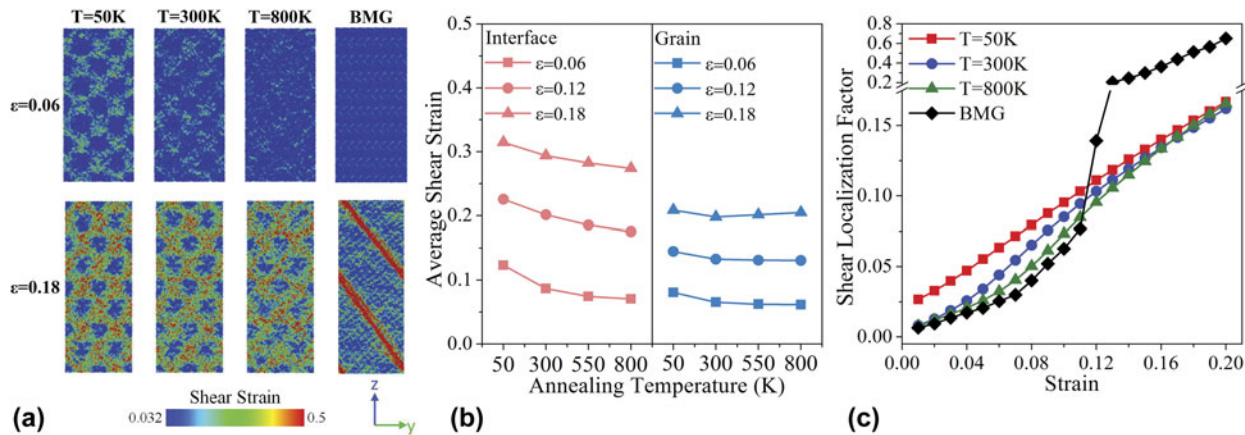 T=50K T=300K T=800K BMG
ε=0.06
ε=0.18
Shear Strain
0.032 0.5
z
y
(a)
Average Shear Strain
0.5
0.4
0.3
0.2
0.1
0.0
Interface
ε=0.06
ε=0.12
ε=0.18
Grain
ε=0.06
ε=0.12
ε=0.18
50 300 550 800 50 300 550 800
Annealing Temperature (K)
(b)
Shear Localization Factor
0.8
0.6
0.4
0.2
0.15
0.10
0.05
0.00
T=50K
T=300K
T=800K
BMG
0.00 0.04 0.08 0.12 0.16 0.20
Strain
(c)